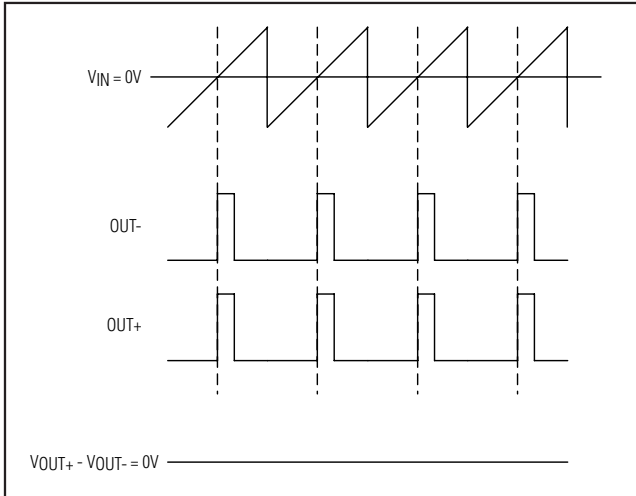 VIN = 0V
OUT-
OUT+
VOUT+ - VOUT- = 0V